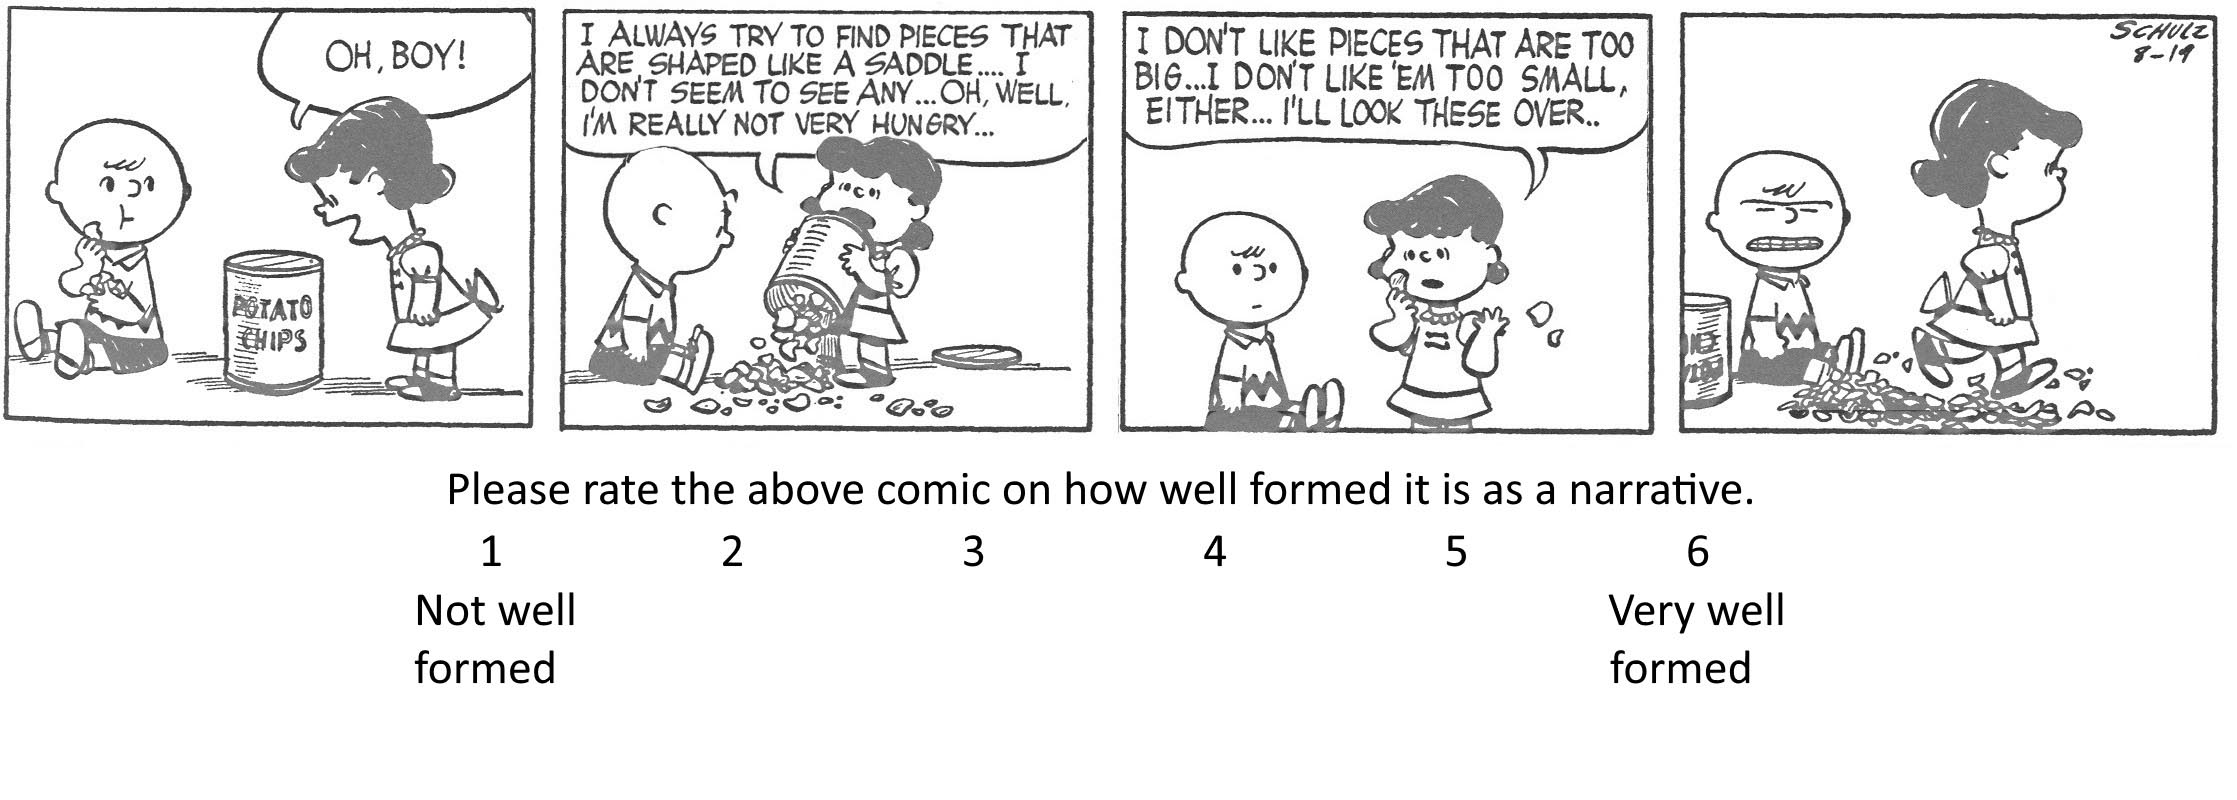 OH, BOY!
POTATO
CHIPS
I ALWAYS TRY TO FIND PIECES THAT
ARE SHAPED LIKE A SADDLE.... I
DON'T SEEM TO SEE ANY...OH, WELL,
I'M REALLY NOT VERY HUNGRY...
I DON'T LIKE PIECES THAT ARE TOO
BIG...I DON'T LIKE 'EM TOO SMALL,
EITHER... I'LL LOOK THESE OVER..
SCHULZ
8-19
Please rate the above comic on how well formed it is as a narrative.
1 2 3 4 5 6
Not well
formed
Very well
formed